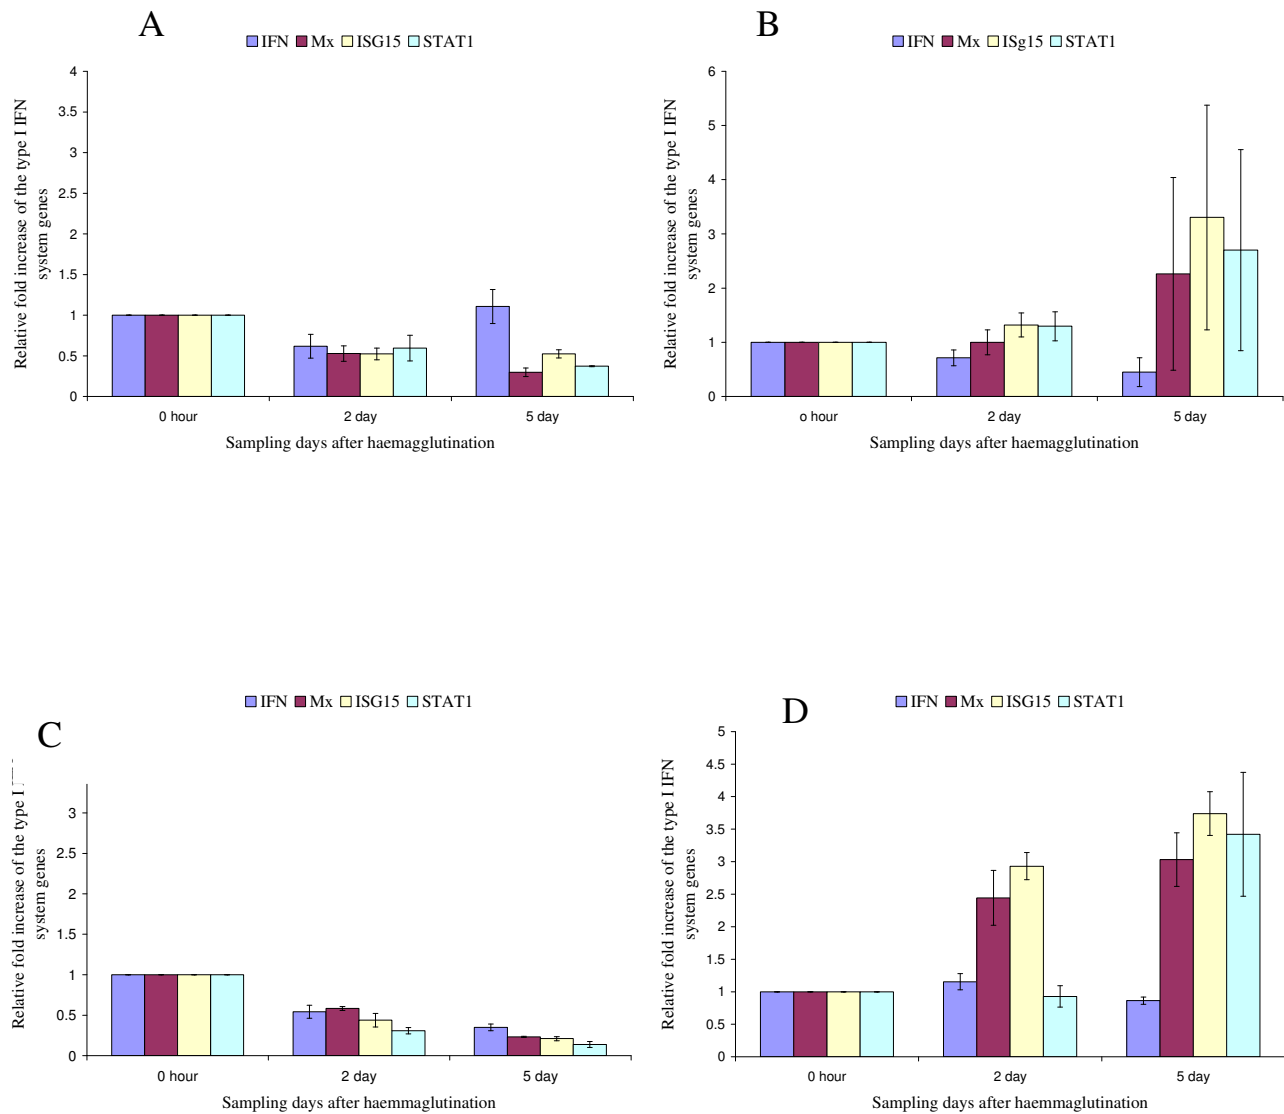 A
IFN Mx ISG15 STAT1
Relative fold increase of the type I IFN
system genes
4
3.5
3
2.5
2
1.5
1
0.5
0
0 hour 2 day 5 day
Sampling days after haemagglutination
B
IFN Mx ISg15 STAT1
Relative fold increase of the type I IFN
system genes
6
5
4
3
2
1
0
o hour 2 day 5 day
Sampling days after haemagglutination
C
IFN Mx ISG15 STAT1
Relative fold increase of the type I
system genes
3
2.5
2
1.5
1
0.5
0
0 hour 2 day 5 day
Sampling days after haemmaglutination
D
IFN Mx ISG15 STAT1
Relative fold increase of the type I IFN
system genes
5
4.5
4
3.5
3
2.5
2
1.5
1
0.5
0
0 hour 2 day 5 day
Sampling days after haemmaglutination